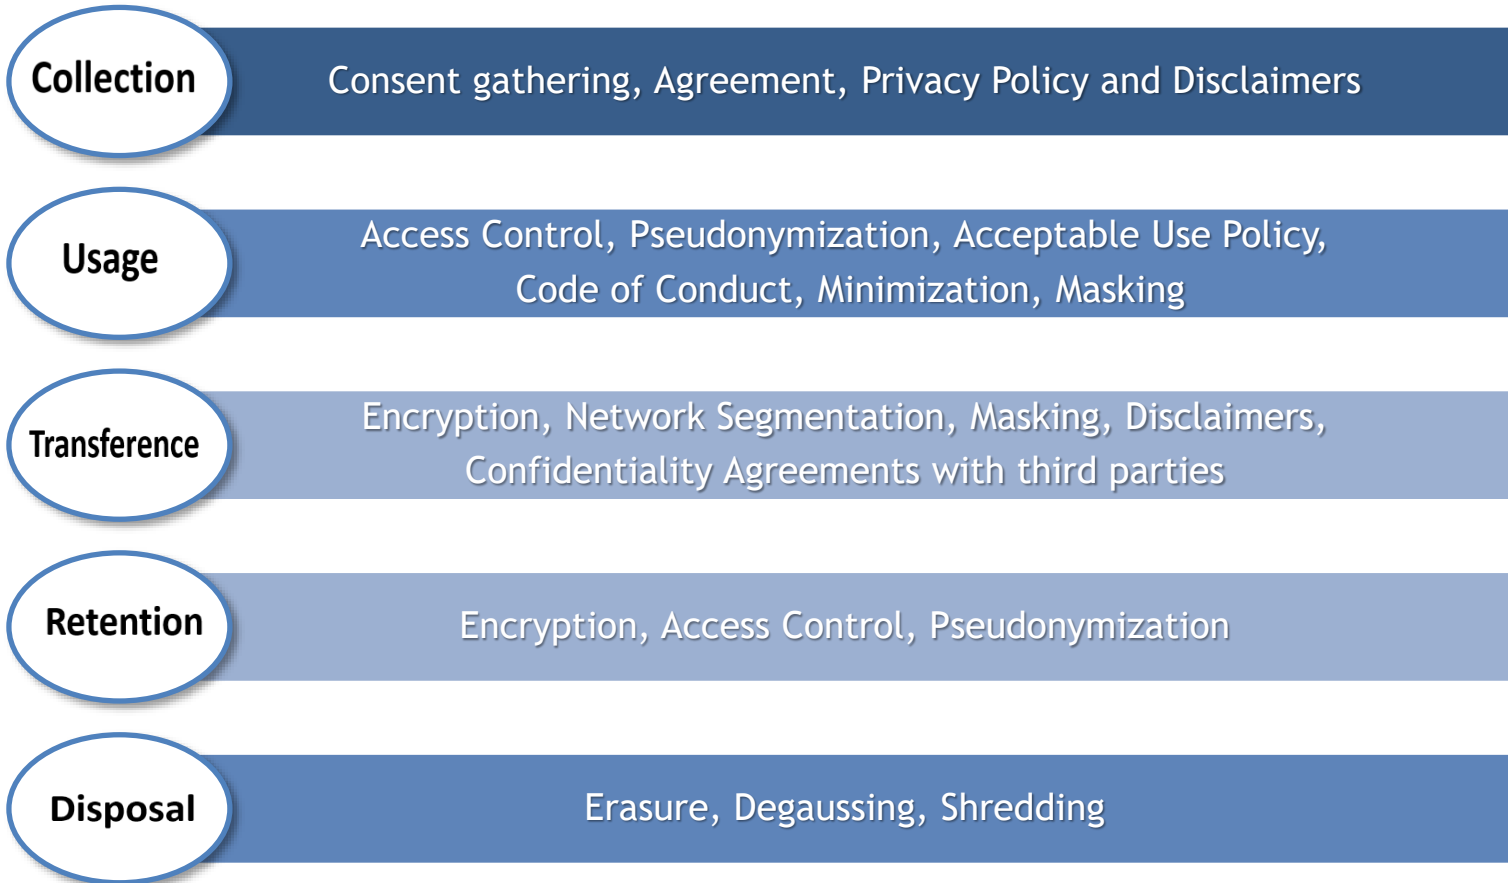 Collection
Consent gathering, Agreement, Privacy Policy and Disclaimers
Usage
Access Control, Pseudonymization, Acceptable Use Policy,
Code of Conduct, Minimization, Masking
Transference
Encryption, Network Segmentation, Masking, Disclaimers,
Confidentiality Agreements with third parties
Retention
Encryption, Access Control, Pseudonymization
Disposal
Erasure, Degaussing, Shredding